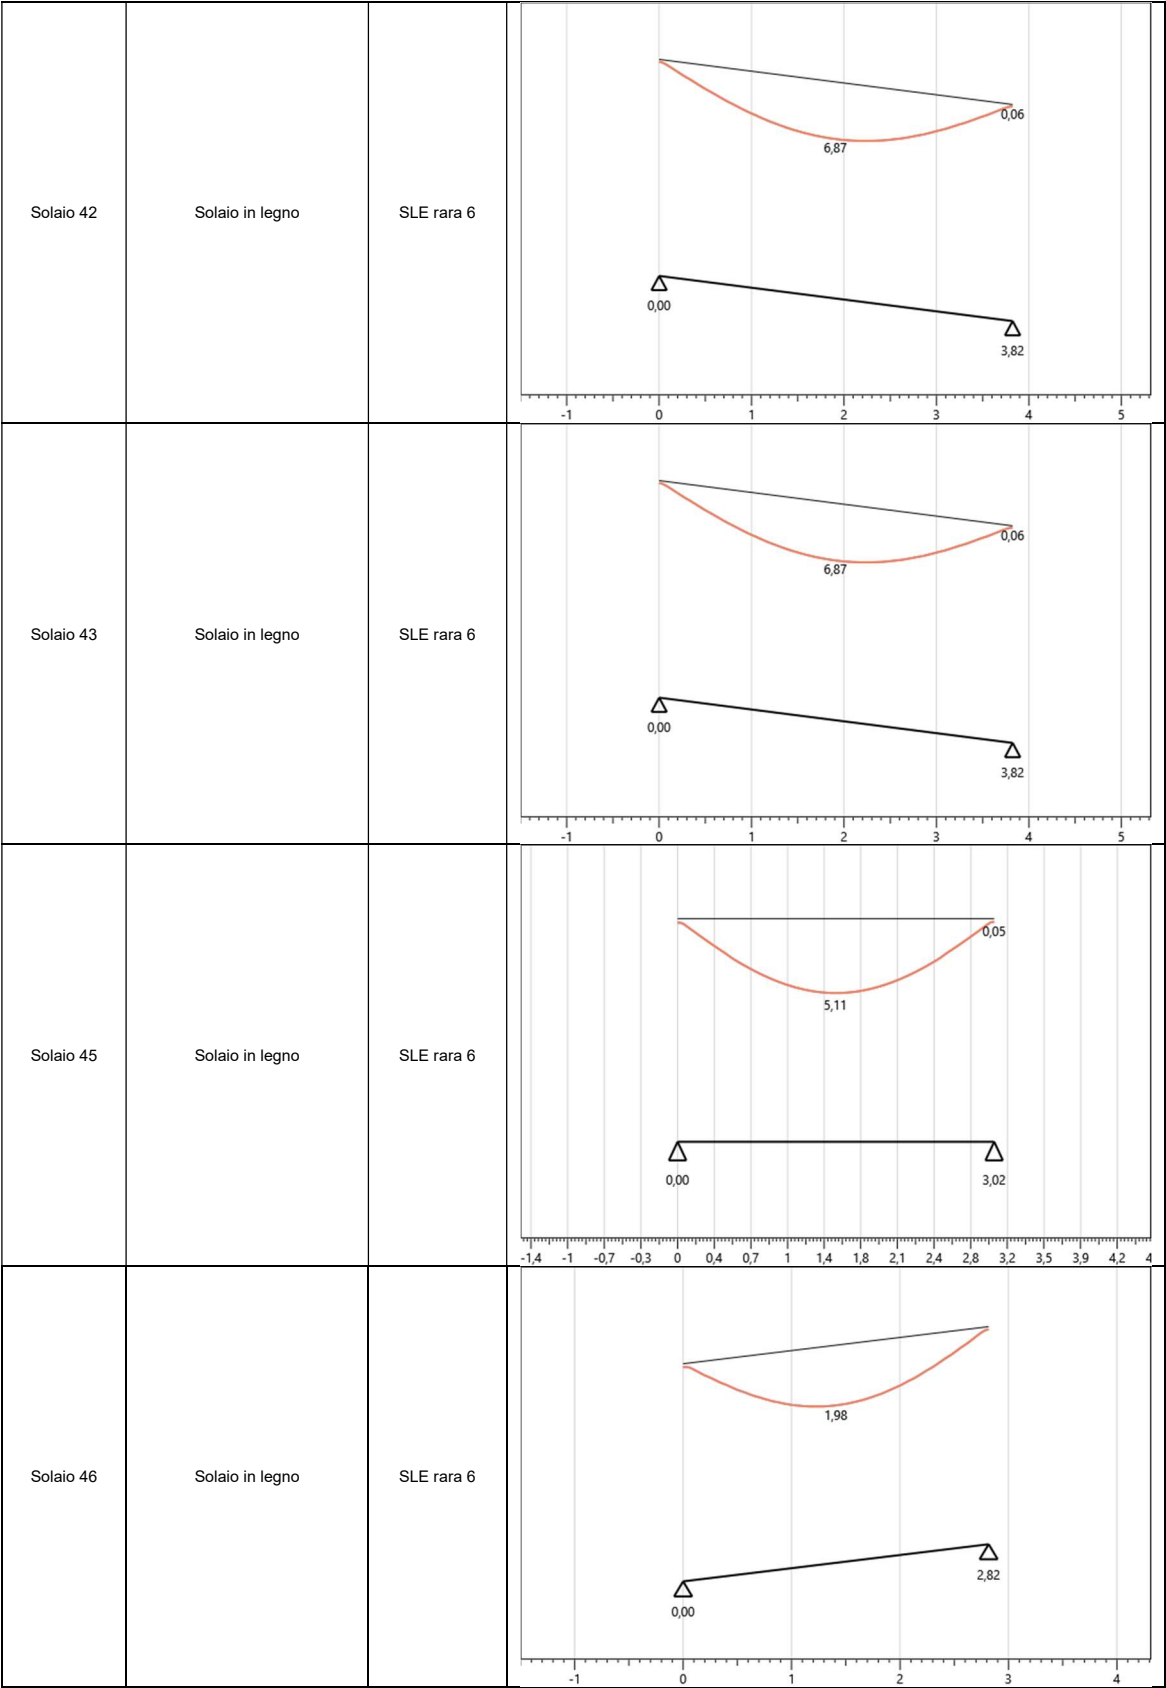 Solaio 42
Solaio in legno
SLE rara 6
0,06
6,87
0,00
3,82
-1 0 1 2 3 4 5
Solaio 43
Solaio in legno
SLE rara 6
0,06
6,87
0,00
3,82
-1 0 1 2 3 4 5
Solaio 45
Solaio in legno
SLE rara 6
0,05
5,11
0,00 3,02
-1,4 -1 -0,7 -0,3 0 0,4 0,7 1 1,4 1,8 2,1 2,4 2,8 3,2 3,5 3,9 4,2 4
Solaio 46
Solaio in legno
SLE rara 6
1,98
2,82
0,00
-1 0 1 2 3 4